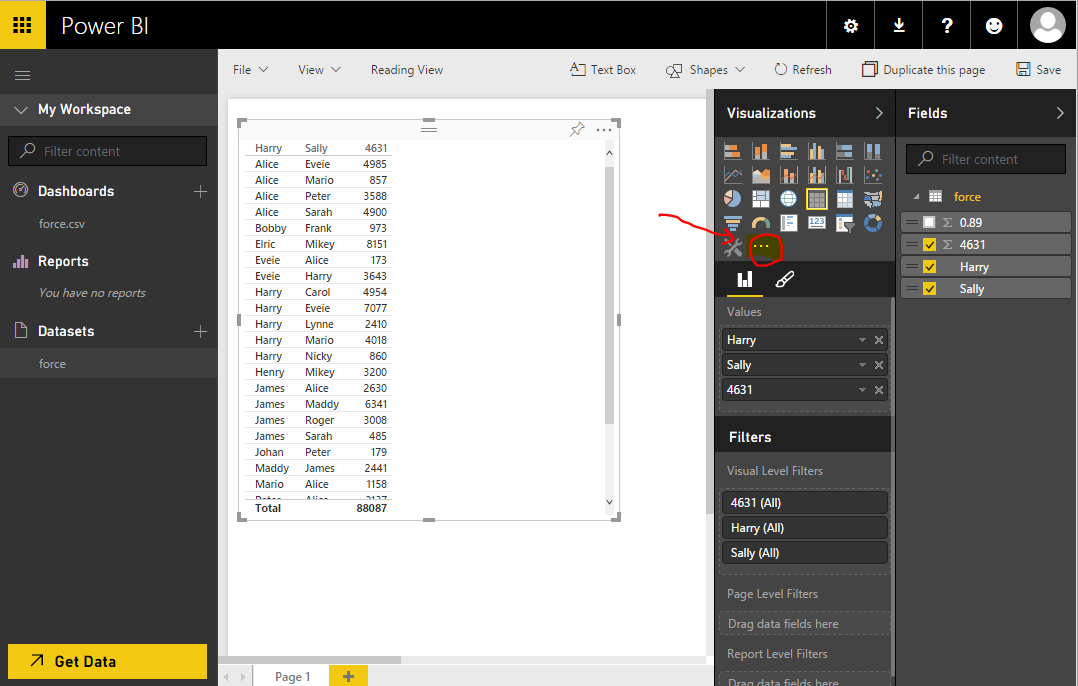 Power BI
?
File View Reading View Text Box Shapes Refresh Duplicate this page Save
My Workspace
Filter content
Dashboards
force.csv
Reports
You have no reports
Datasets
force
Get Data
Harry Sally 4631
Alice Eveie 4985
Alice Mario 857
Alice Peter 3588
Alice Sarah 4900
Bobby Frank 973
Elric Mikey 8151
Eveie Alice 173
Eveie Harry 3643
Harry Carol 4954
Harry Eveie 7077
Harry Lynne 2410
Harry Mario 4018
Harry Nicky 860
Henry Mikey 3200
James Alice 2630
James Maddy 6341
James Roger 3008
James Sarah 485
Johan Peter 179
Maddy James 2441
Mario Alice 1158
Peter Alice 2137
Total 88087
Page 1
Visualizations
123
Values
Harry
Sally
4631
Filters
Visual Level Filters
4631 (All)
Harry (All)
Sally (All)
Page Level Filters
Drag data fields here
Report Level Filters
Drag data fields here
Fields
Filter content
force
Σ 0.89
Σ 4631
Harry
Sally